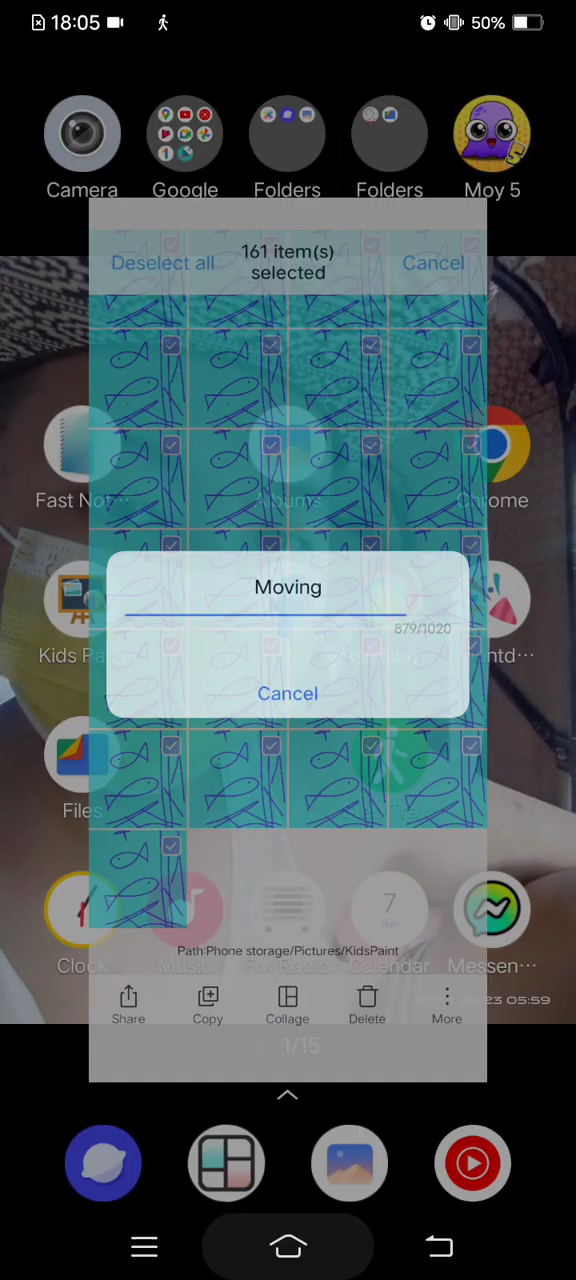 18:05
50%
Camera
Google
Folders
Folders
Moy 5
Deselect all
161 item(s)
selected
Cancel
Fast Not···
Albums
Chrome
Moving
879/1020
Kids Pa
ntd···
Cancel
Files
7
Sun
Clock
Music
FM Radio
Calendar
Messen···
Path:Phone storage/Pictures/KidsPaint
Share
Copy
Collage
Delete
More
23 05:59
1/15